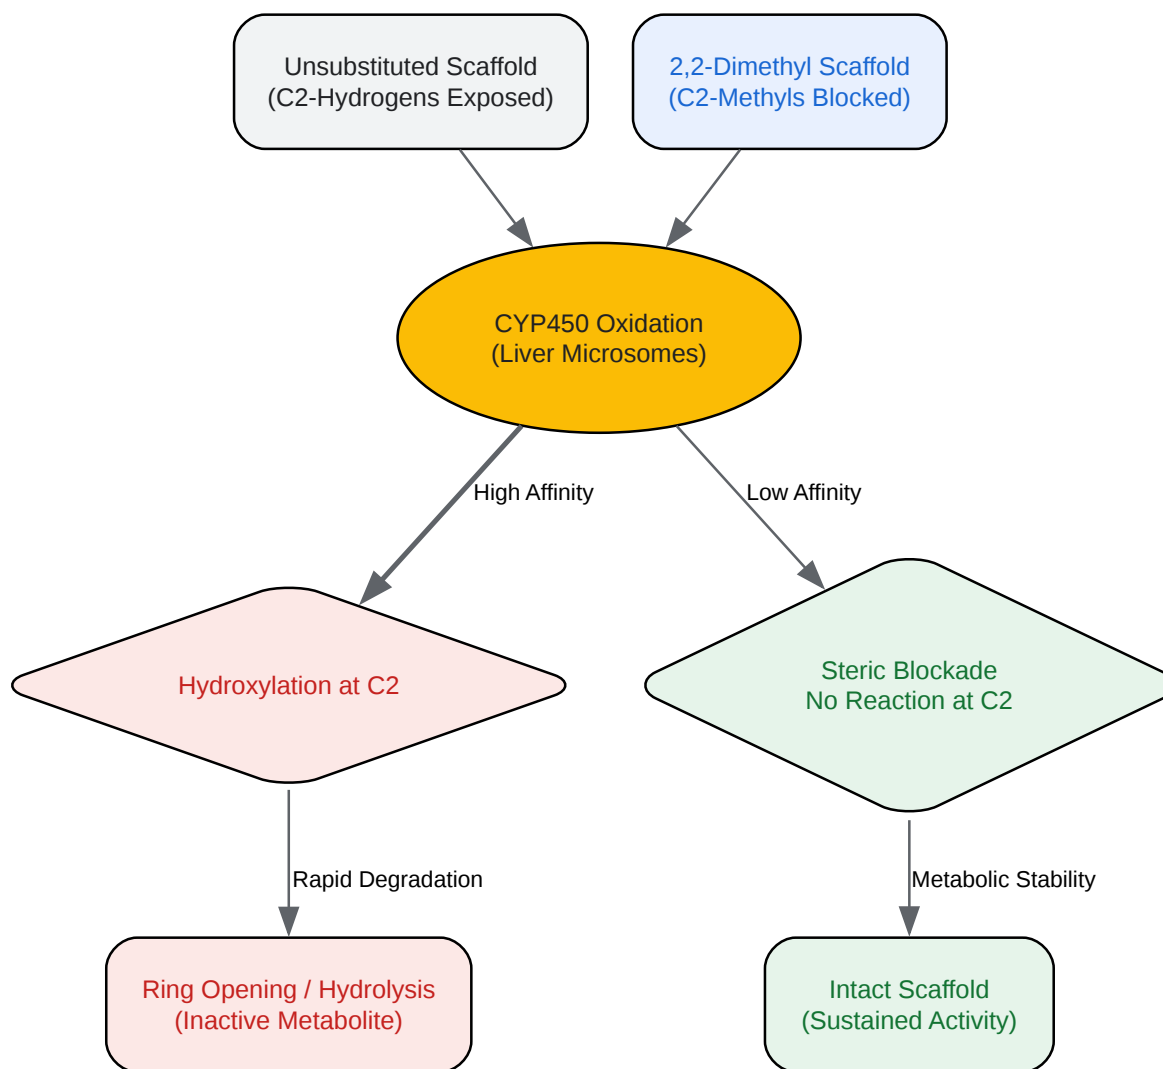 Unsubstituted Scaffold
(C2-Hydrogens Exposed)
2,2-Dimethyl Scaffold
(C2-Methyls Blocked)
CYP450 Oxidation
(Liver Microsomes)
High Affinity
Low Affinity
Hydroxylation at C2
Steric Blockade
No Reaction at C2
Rapid Degradation
Metabolic Stability
Ring Opening / Hydrolysis
(Inactive Metabolite)
Intact Scaffold
(Sustained Activity)